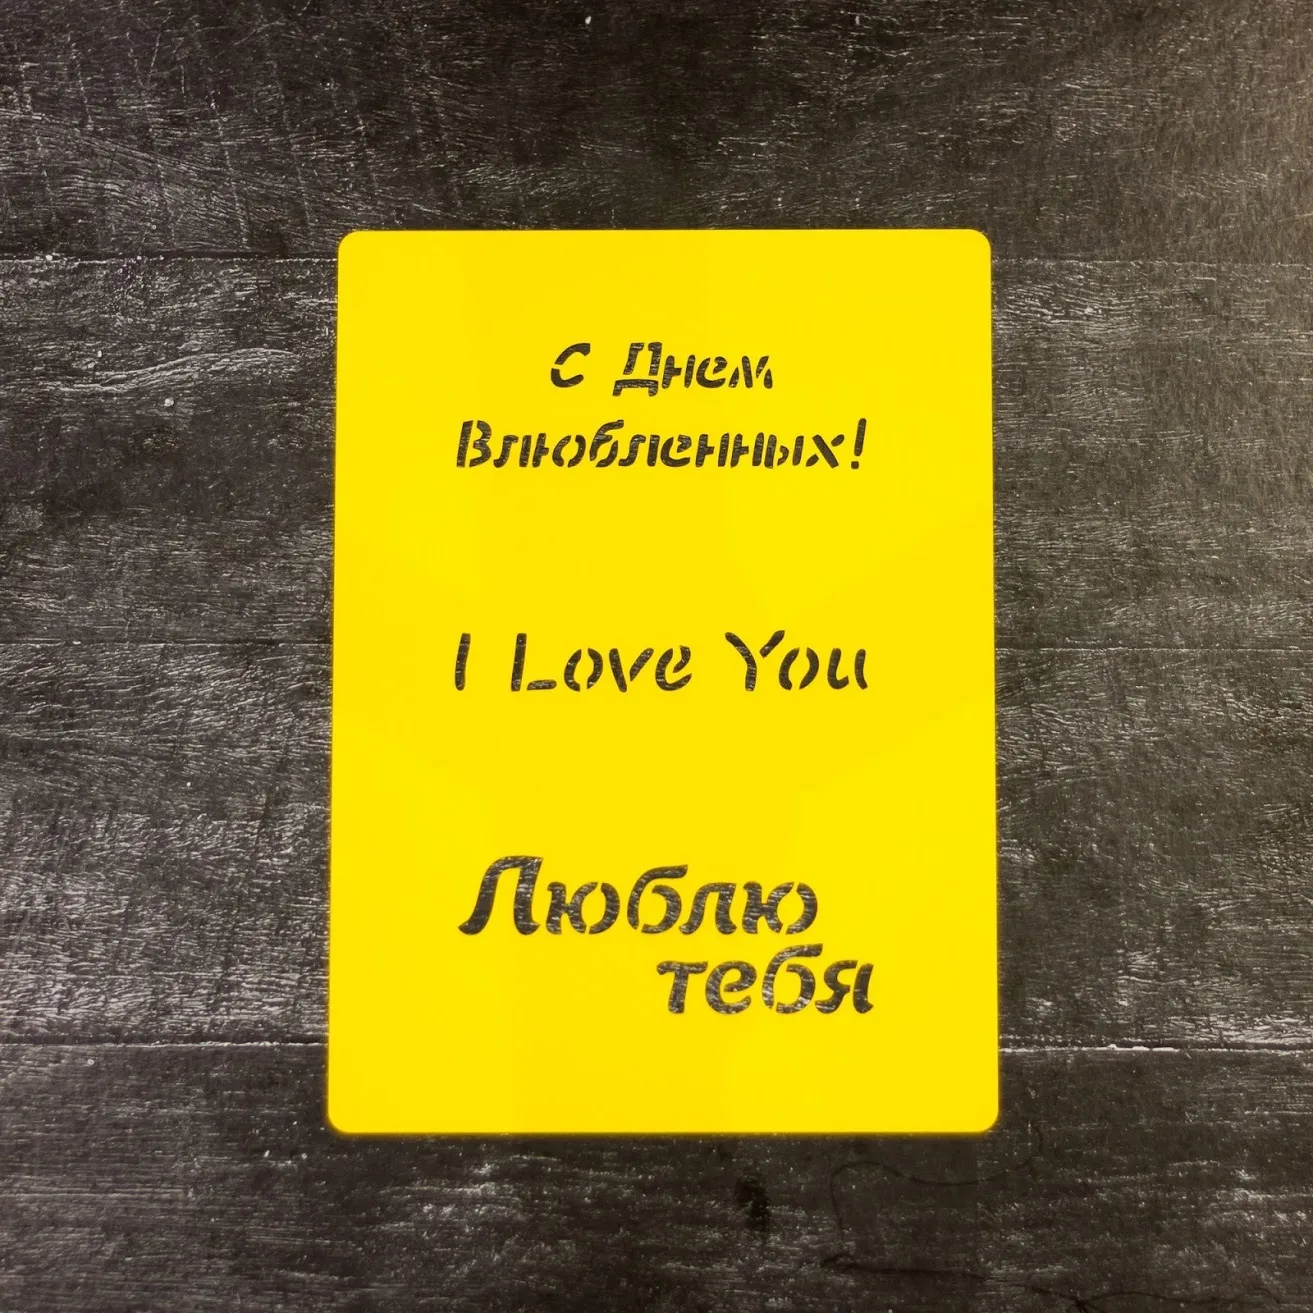 С Днем
Влюбленных!
I Love You
Люблю
тебя